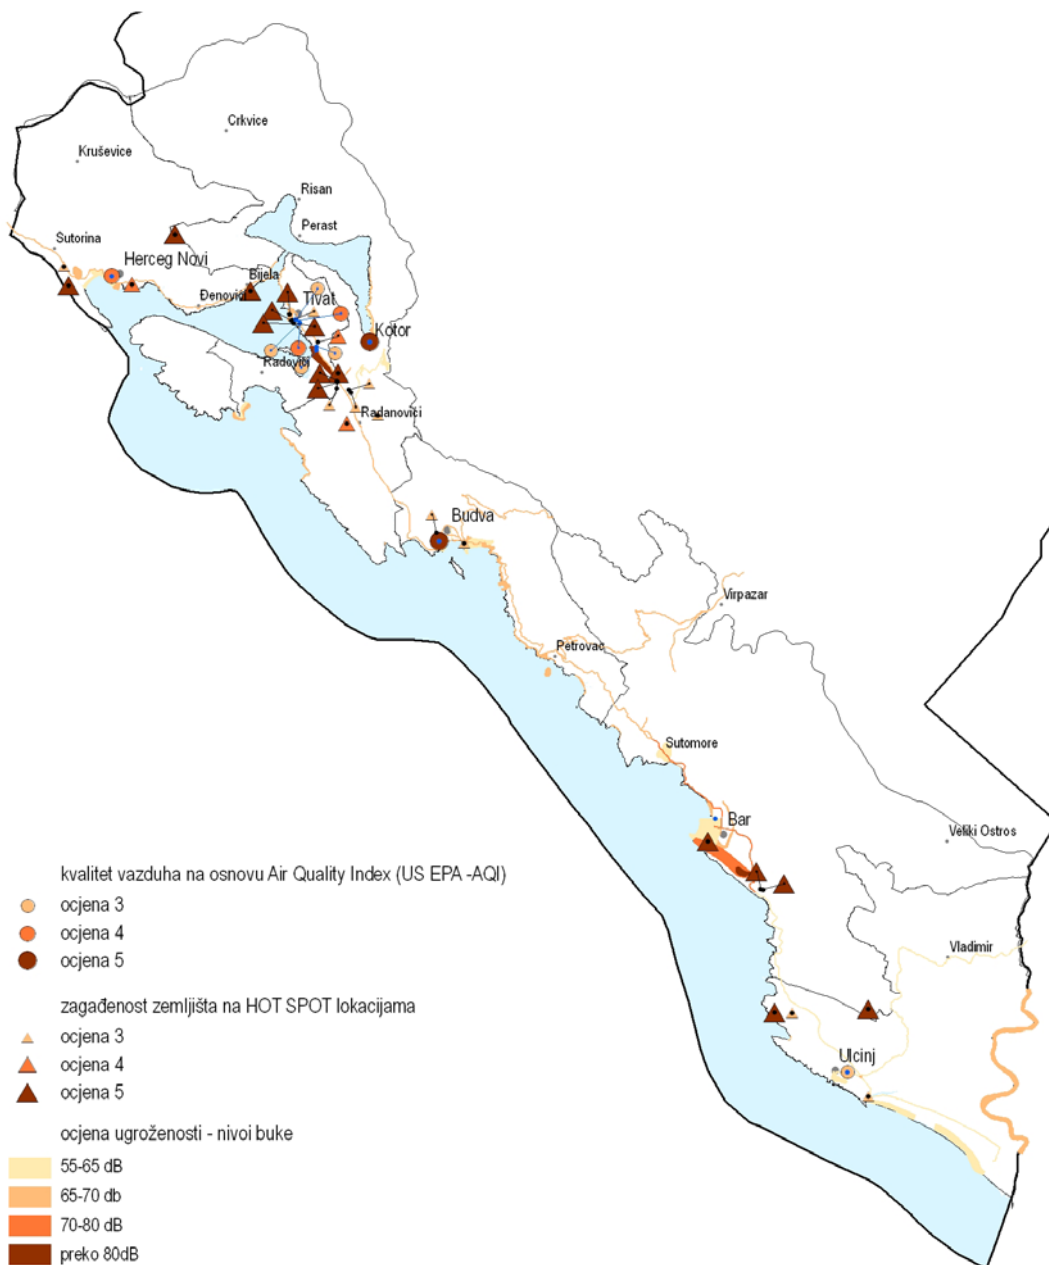 Crkvice
Kruševice
Risan
Perast
Sutorina
Herceg Novi
Bijela
Đenovići
Tivat
Kotor
Radovići
Radanovići
Budva
Virpazar
Petrovac
Sutomore
Bar
Veliki Ostros
Vladimir
Ulcinj
kvalitet vazduha na osnovu Air Quality Index (US EPA -AQI)
ocjena 3
ocjena 4
ocjena 5
zagađenost zemljišta na HOT SPOT lokacijama
ocjena 3
ocjena 4
ocjena 5
ocjena ugroženosti - nivoi buke
55-65 dB
65-70 db
70-80 dB
preko 80dB